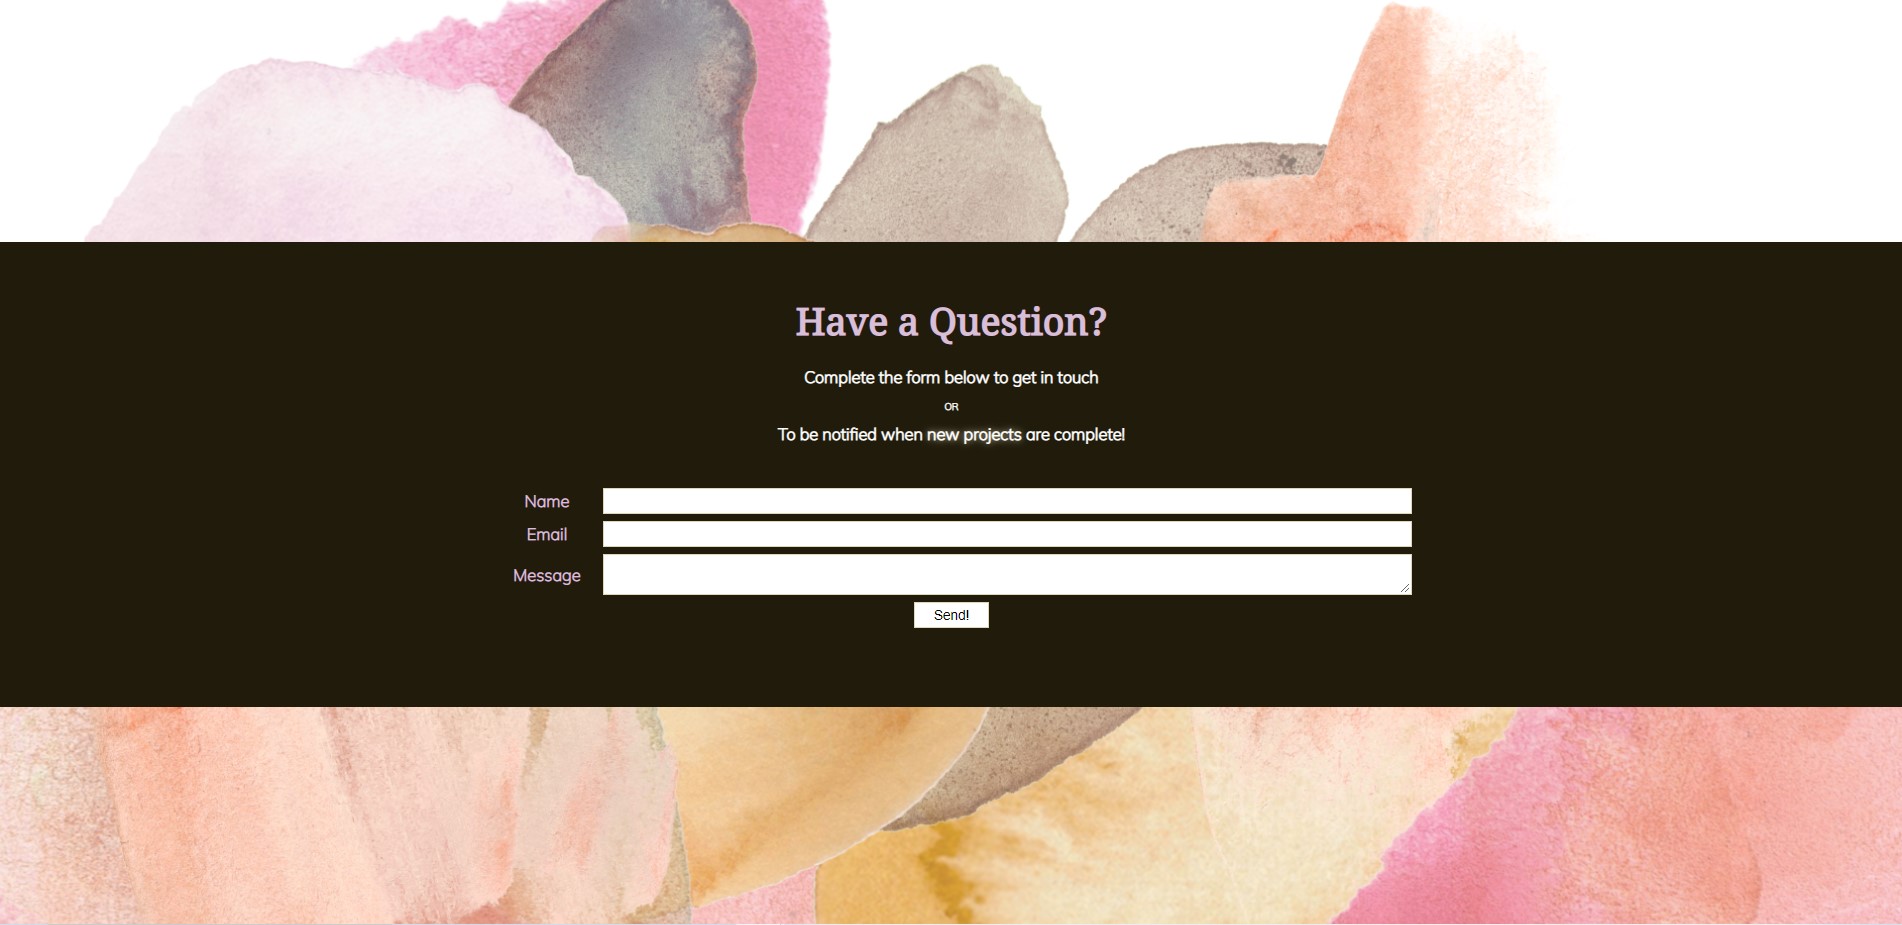 Have a Question?
Complete the form below to get in touch
OR
To be notified when new projects are complete!
Name
Email
Message
Send!